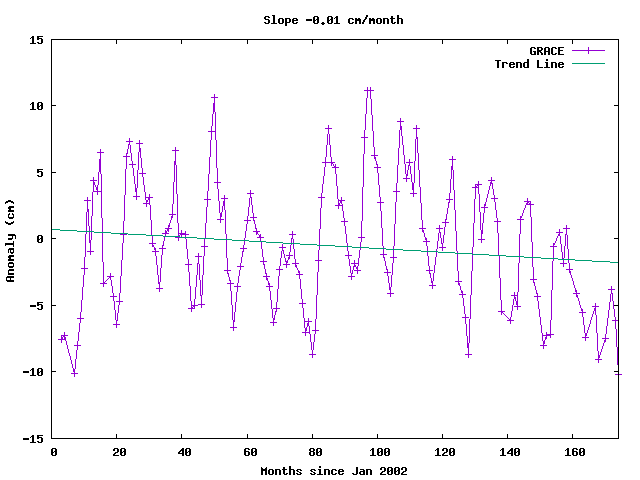 Slope -0.01 cm/month
GRACE
Trend Line
15
10
5
0
-5
-10
-15
Anomaly (cm)
0 20 40 60 80 100 120 140 160
Months since Jan 2002